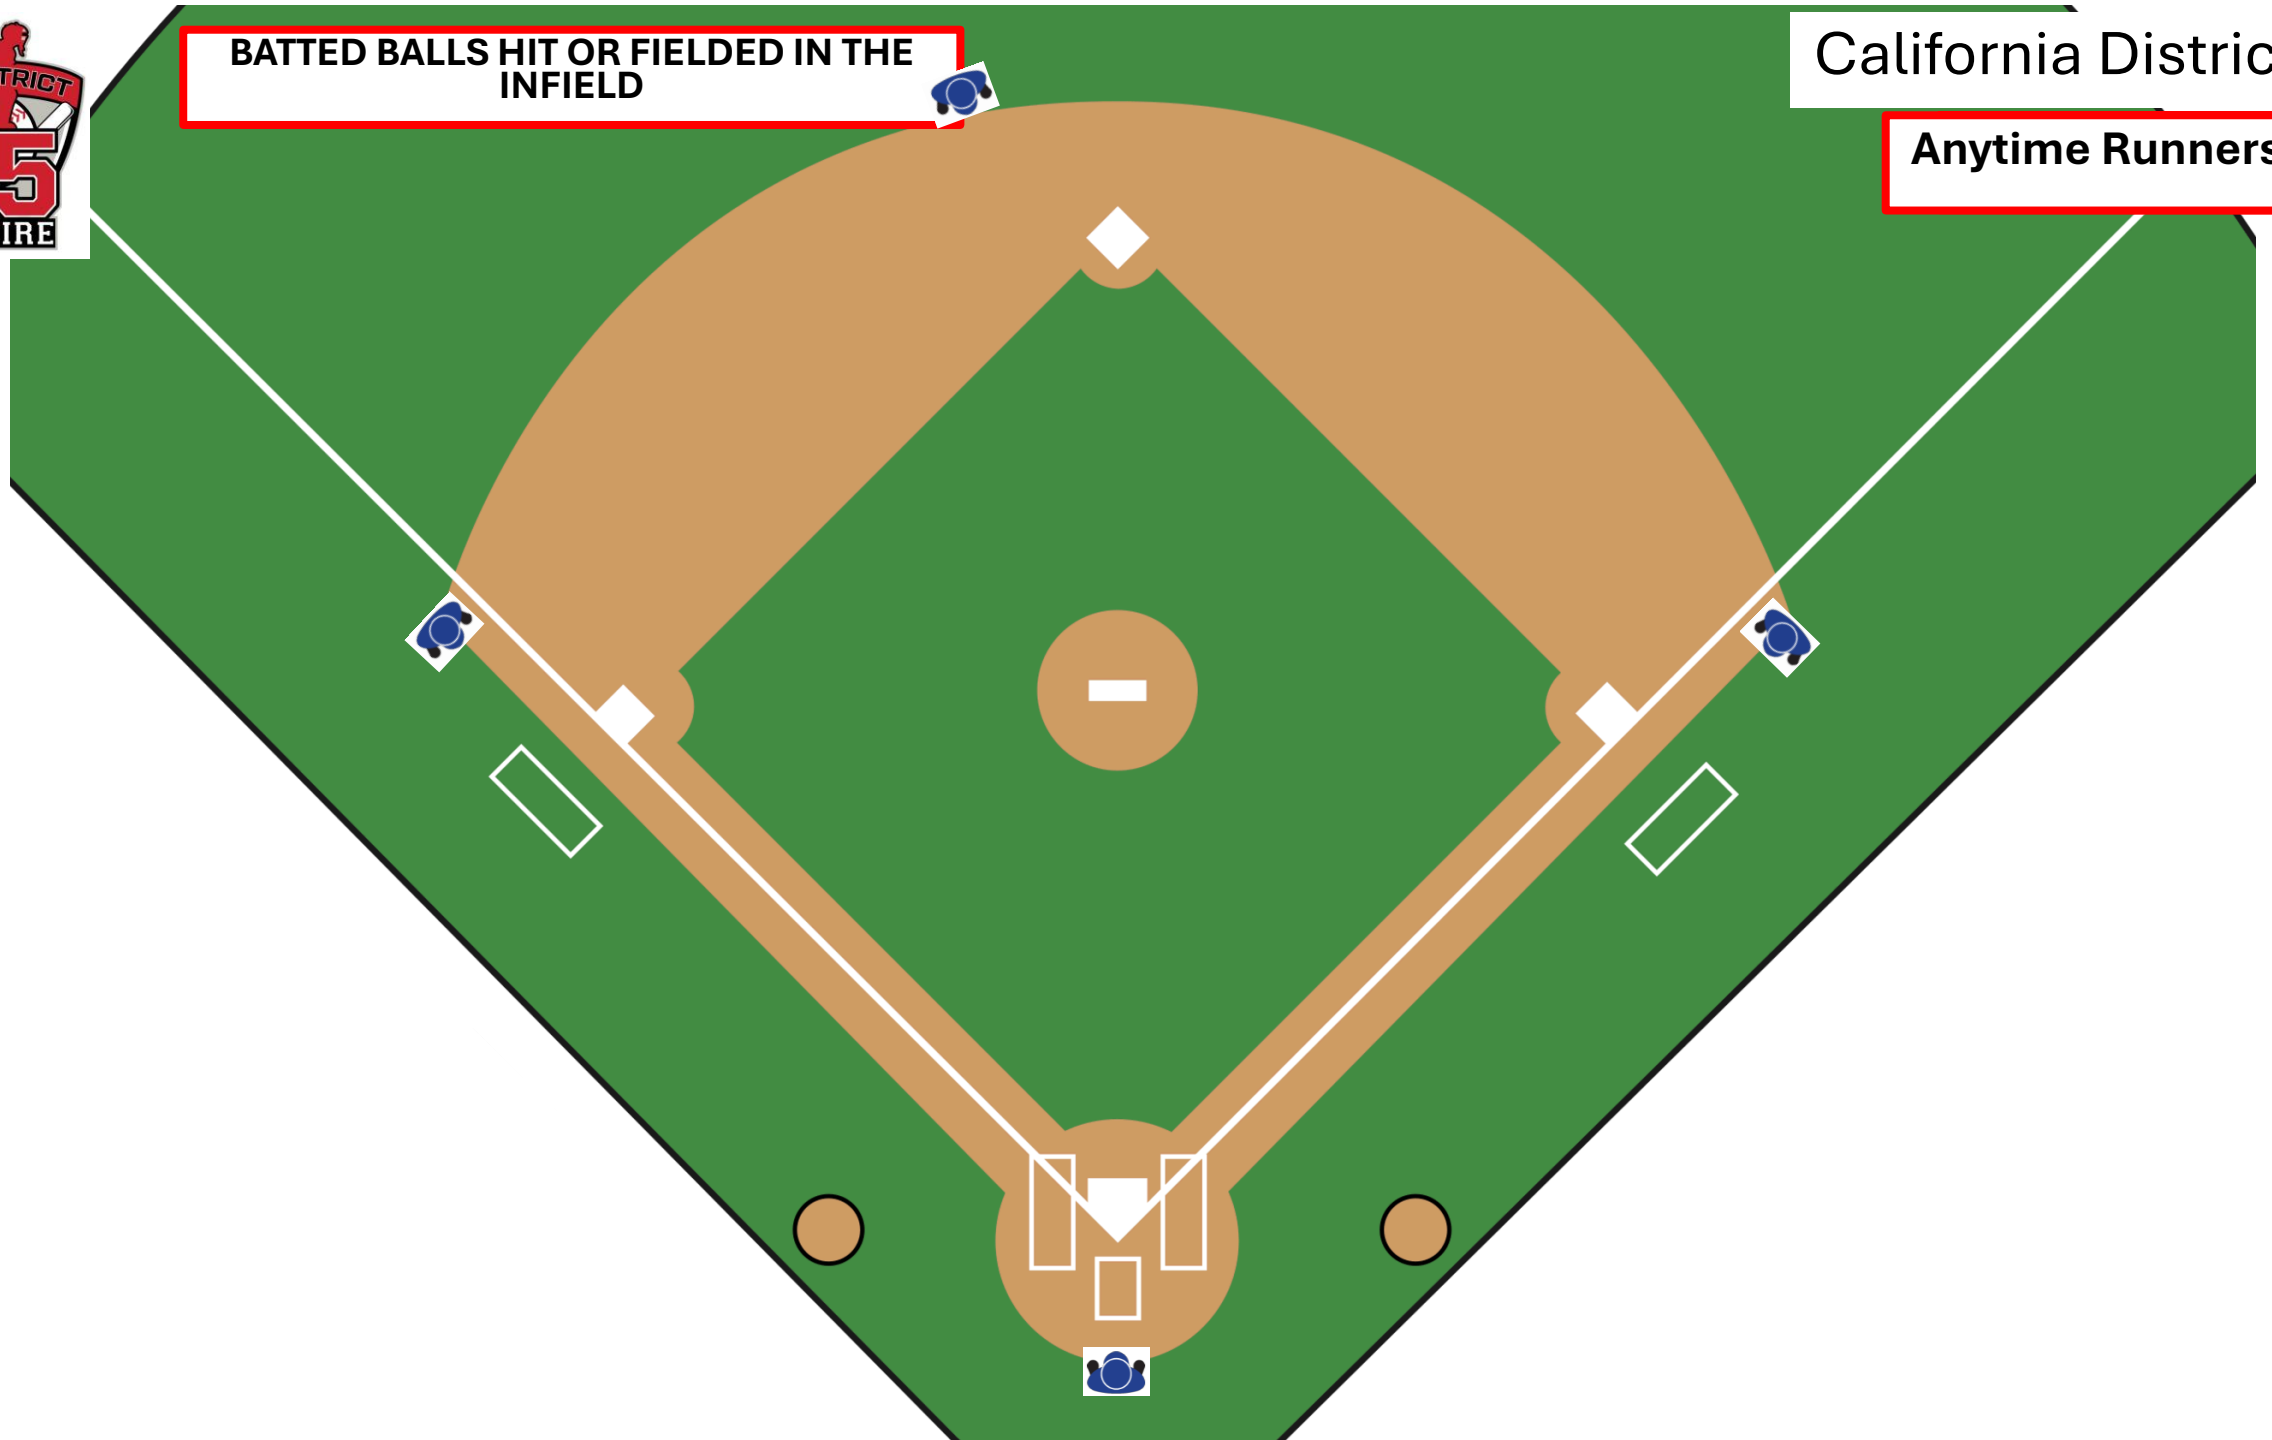 BATTED BALLS HIT OR FIELDED IN THE
INFIELD
California Distric
Anytime Runners
TRICT
5
IRE